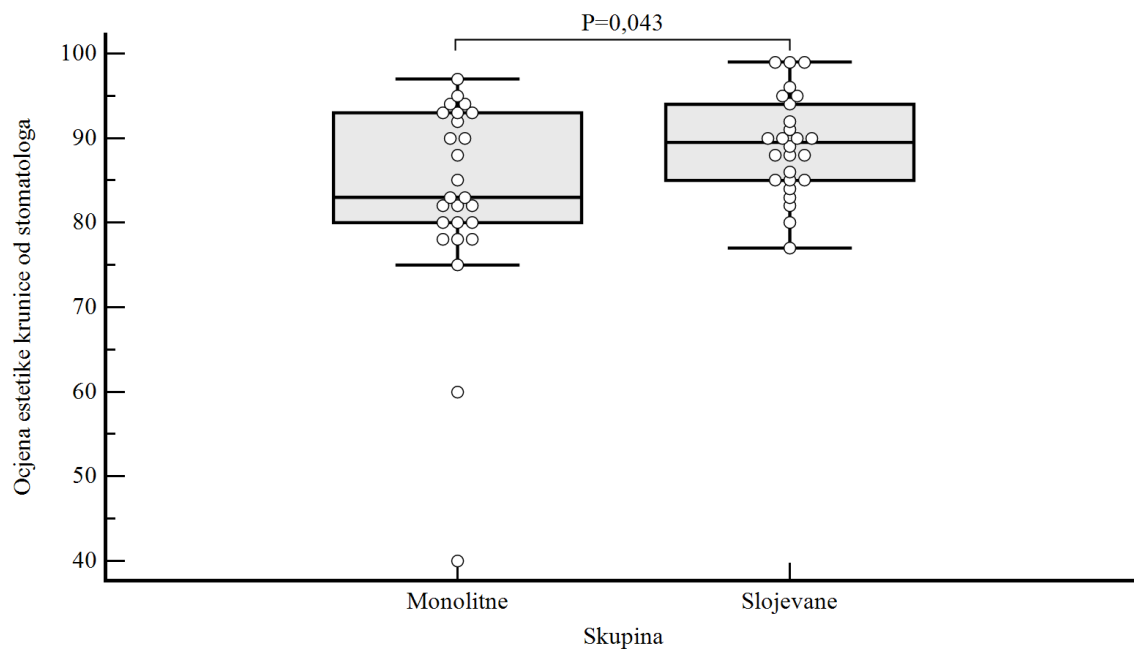 P=0,043
100
90
80
70
60
50
40
Ocjena estetike krunice od stomatologa
Monolitne
Slojevane
Skupina